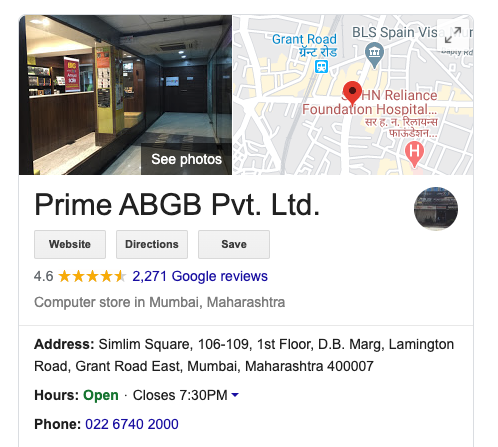 BLS Spain Vis
Grant Road
ग्रॅन्ट रोड
HN Reliance
Foundation Hospital...
सर ह. न. रिलायन्स
फाऊंडेशन...
H
See photos
Prime ABGB Pvt. Ltd.
Website Directions Save
4.6 2,271 Google reviews
Computer store in Mumbai, Maharashtra
Address: Simlim Square, 106-109, 1st Floor, D.B. Marg, Lamington
Road, Grant Road East, Mumbai, Maharashtra 400007
Hours: Open · Closes 7:30PM
Phone: 022 6740 2000